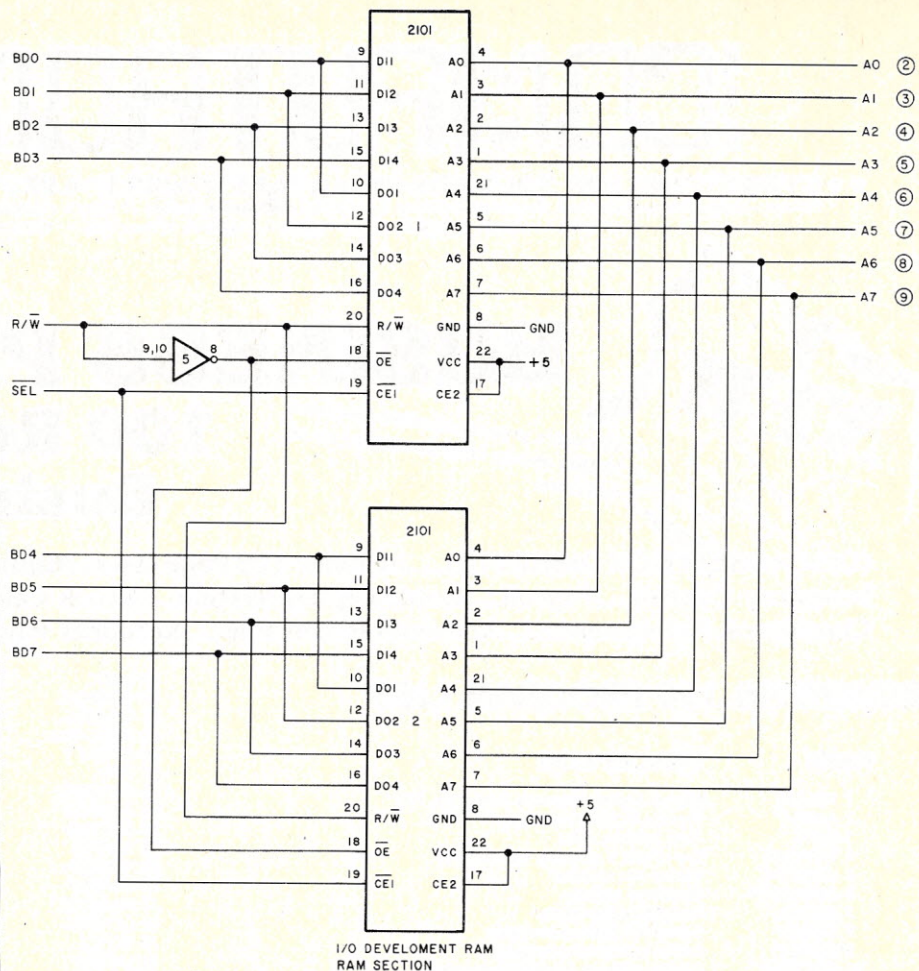 2101
BD0 9 DI1 A0 4 A0 ②
BD1 11 DI2 A1 3 A1 ③
BD2 13 DI3 A2 2 A2 ④
BD3 15 DI4 A3 1 A3 ⑤
10 DO1 A4 21 A4 ⑥
12 DO2 1 A5 5 A5 ⑦
14 DO3 A6 6 A6 ⑧
16 DO4 A7 7 A7 ⑨
R/W̅ 20 R/W̅ GND 8 GND
9,10 5 8 18 O̅E̅ VCC 22 +5
S̅E̅L̅ 19 C̅E̅1̅ CE2 17
2101
BD4 9 DI1 A0 4
BD5 11 DI2 A1 3
BD6 13 DI3 A2 2
BD7 15 DI4 A3 1
10 DO1 A4 21
12 DO2 2 A5 5
14 DO3 A6 6
16 DO4 A7 7
20 R/W̅ GND 8 GND +5
18 O̅E̅ VCC 22
19 C̅E̅1̅ CE2 17
I/O DEVELOMENT RAM
RAM SECTION